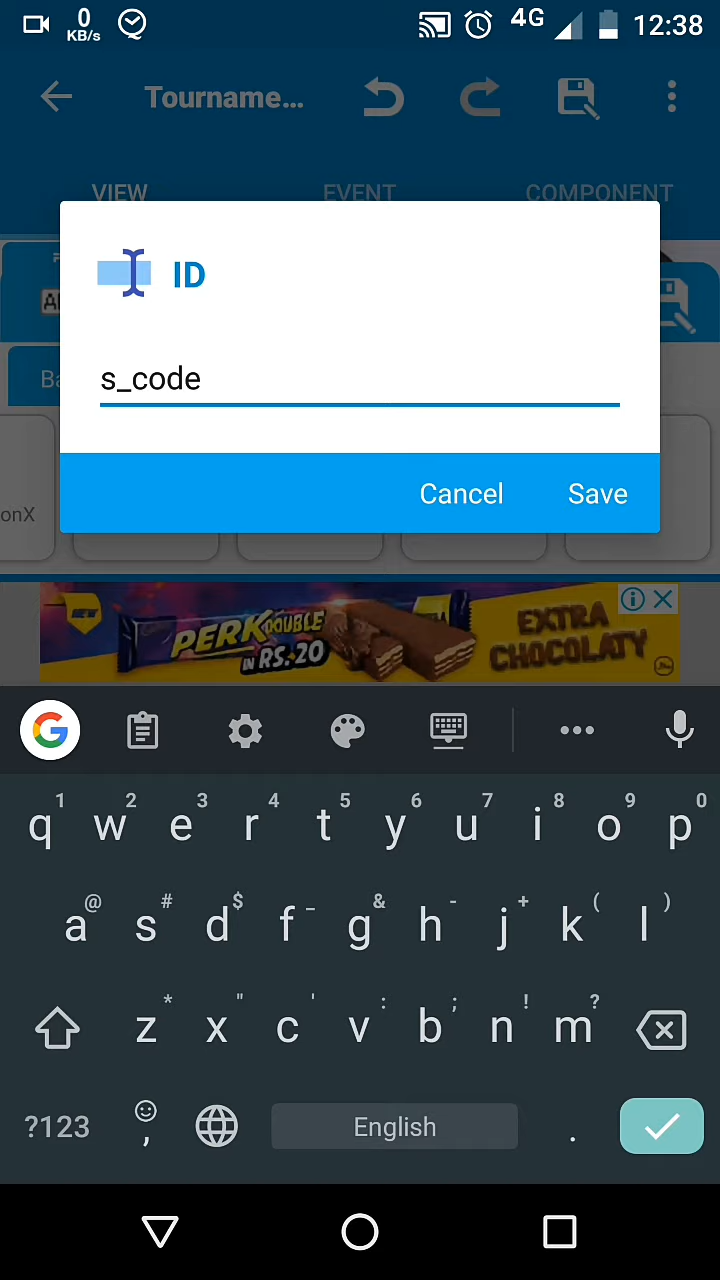 0
KB/s
4G
12:38
Tourname...
VIEW
EVENT
COMPONENT
ID
s_code
Cancel
Save
onX
NEW
PERK DOUBLE
IN RS.20
EXTRA
CHOCOLATY
1 2 3 4 5 6 7 8 9 0
q w e r t y u i o p
@ # $ _ & - + ( )
a s d f g h j k l
* " ' : ; ! ?
z x c v b n m
?123
,
English
.